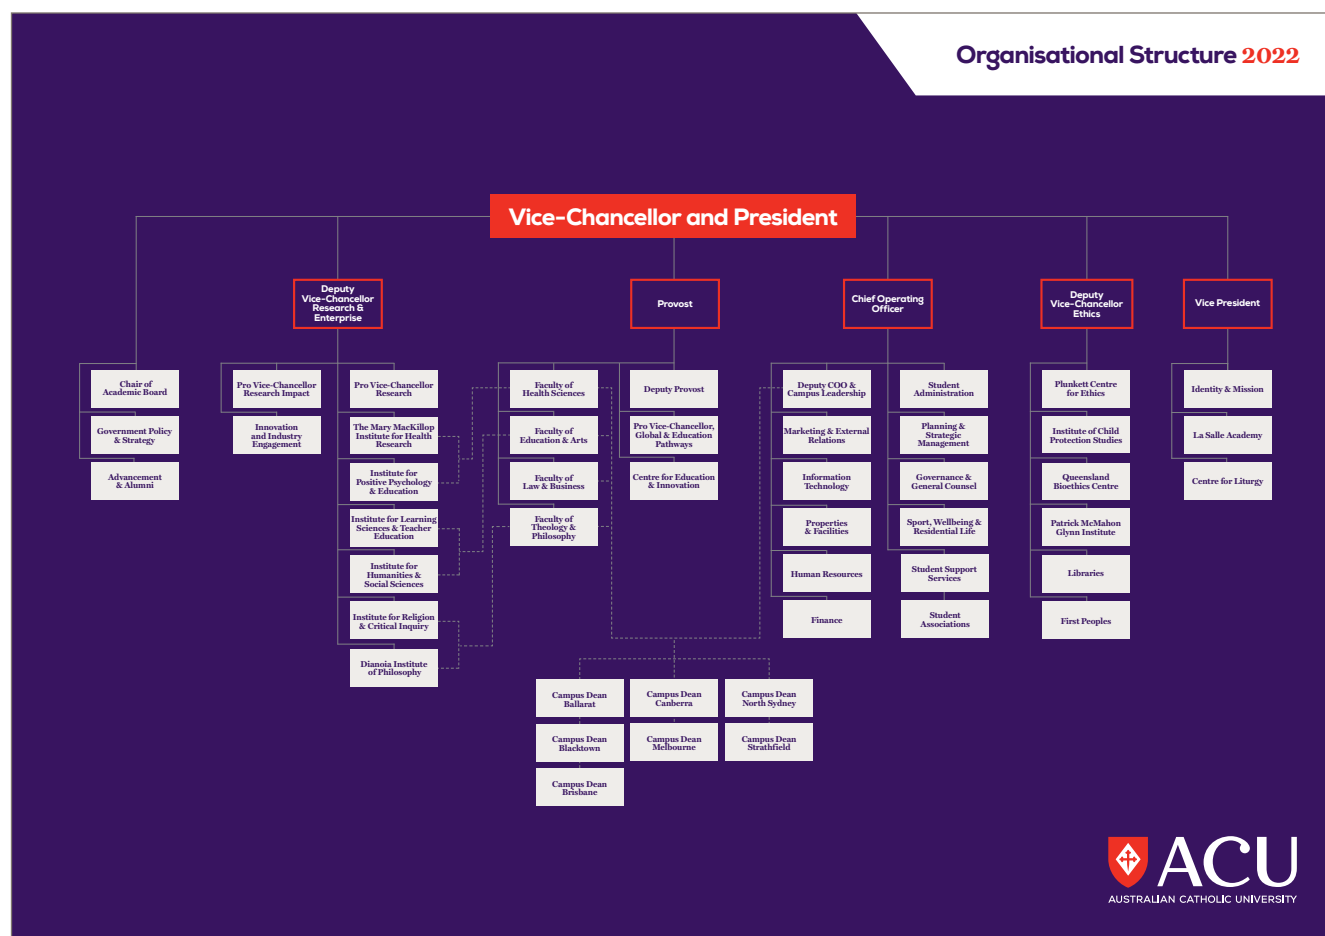 Organisational Structure 2022
Vice-Chancellor and President
Deputy
Vice-Chancellor
Research &
Enterprise
Provost
Chief Operating
Officer
Deputy
Vice-Chancellor
Ethics
Vice President
Chair of
Academic Board
Government Policy
& Strategy
Advancement
& Alumni
Pro Vice-Chancellor
Research Impact
Innovation
and Industry
Engagement
Pro Vice-Chancellor
Research
The Mary MacKillop
Institute for Health
Research
Institute for
Positive Psychology
& Education
Institute for Learning
Sciences & Teacher
Education
Institute for
Humanities &
Social Sciences
Institute for Religion
& Critical Inquiry
Dianoia Institute
of Philosophy
Faculty of
Health Sciences
Faculty of
Education & Arts
Faculty of
Law & Business
Faculty of
Theology &
Philosophy
Deputy Provost
Pro Vice-Chancellor,
Global & Education
Pathways
Centre for Education
& Innovation
Deputy COO &
Campus Leadership
Marketing & External
Relations
Information
Technology
Properties
& Facilities
Human Resources
Finance
Student
Administration
Planning &
Strategic
Management
Governance &
General Counsel
Sport, Wellbeing &
Residential Life
Student Support
Services
Student
Associations
Plunkett Centre
for Ethics
Institute of Child
Protection Studies
Queensland
Bioethics Centre
Patrick McMahon
Glynn Institute
Libraries
First Peoples
Identity & Mission
La Salle Academy
Centre for Liturgy
Campus Dean
Ballarat
Campus Dean
Blacktown
Campus Dean
Brisbane
Campus Dean
Canberra
Campus Dean
Melbourne
Campus Dean
North Sydney
Campus Dean
Strathfield
ACU
AUSTRALIAN CATHOLIC UNIVERSITY